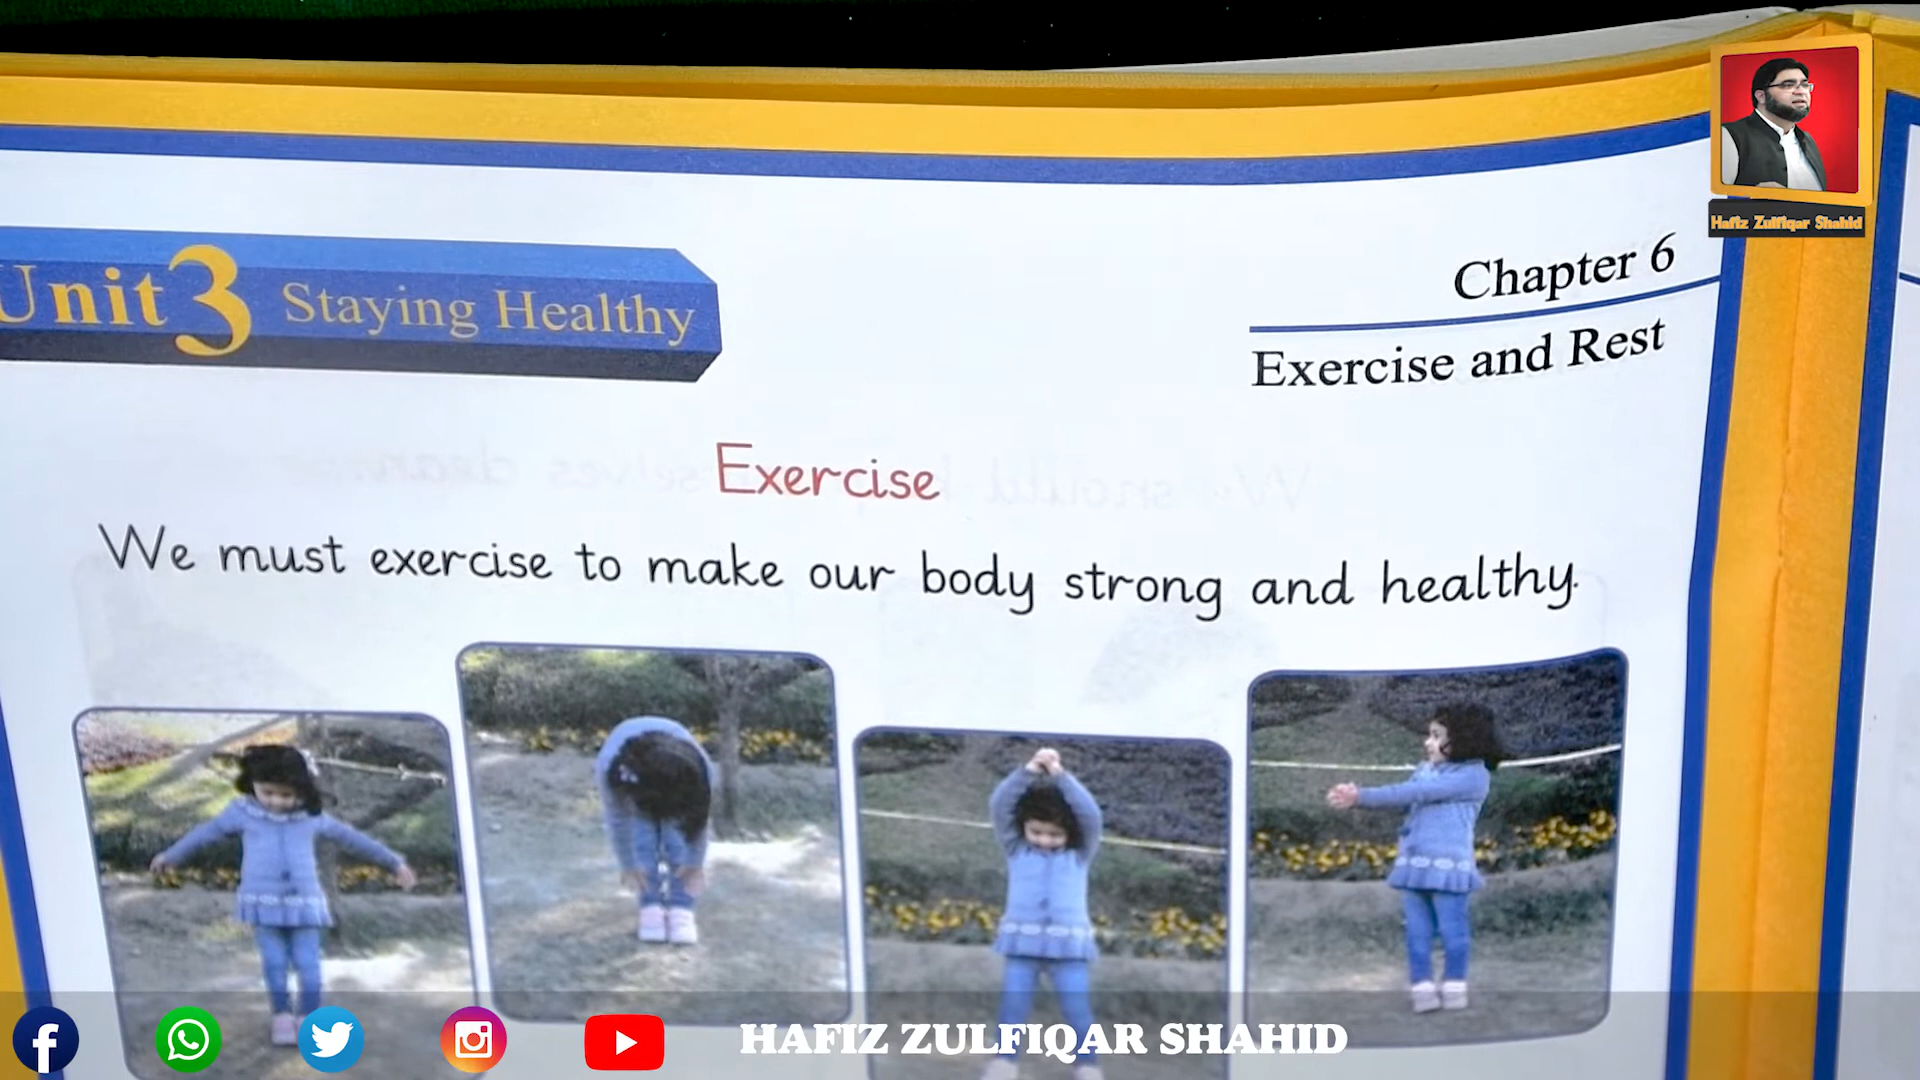 Hafiz Zulfiqar Shahid
Unit 3 Staying Healthy
Chapter 6
Exercise and Rest
Exercise
We must exercise to make our body strong and healthy.
HAFIZ ZULFIQAR SHAHID